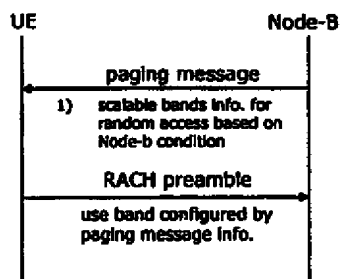 UE Node-B
paging message
1) scalable bands info. for
random access based on
Node-b condition
RACH preamble
use band configured by
paging message info.